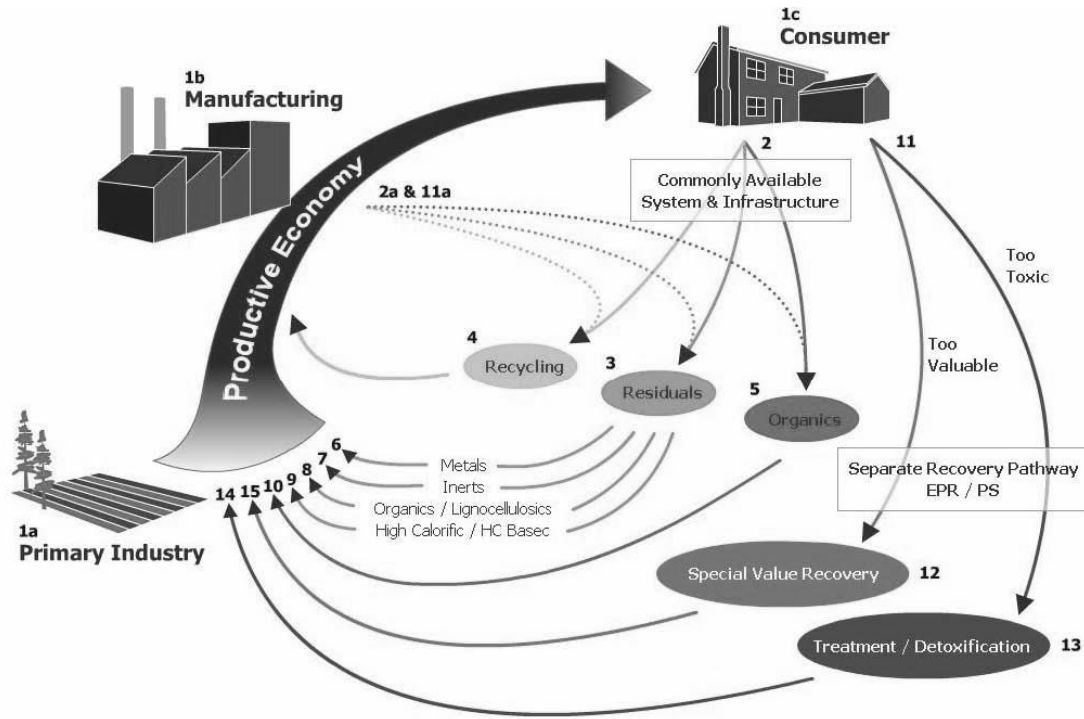 1c
Consumer
1b
Manufacturing
Productive Economy
2
11
2a & 11a
Commonly Available
System & Infrastructure
Too
Toxic
4
Recycling
3
Residuals
Too
Valuable
5
Organics
6
7
8
9
10
15
14
Metals
Inerts
Organics / Lignocellulosics
High Calorific / HC Basec
Separate Recovery Pathway
EPR / PS
1a
Primary Industry
Special Value Recovery
12
Treatment / Detoxification
13